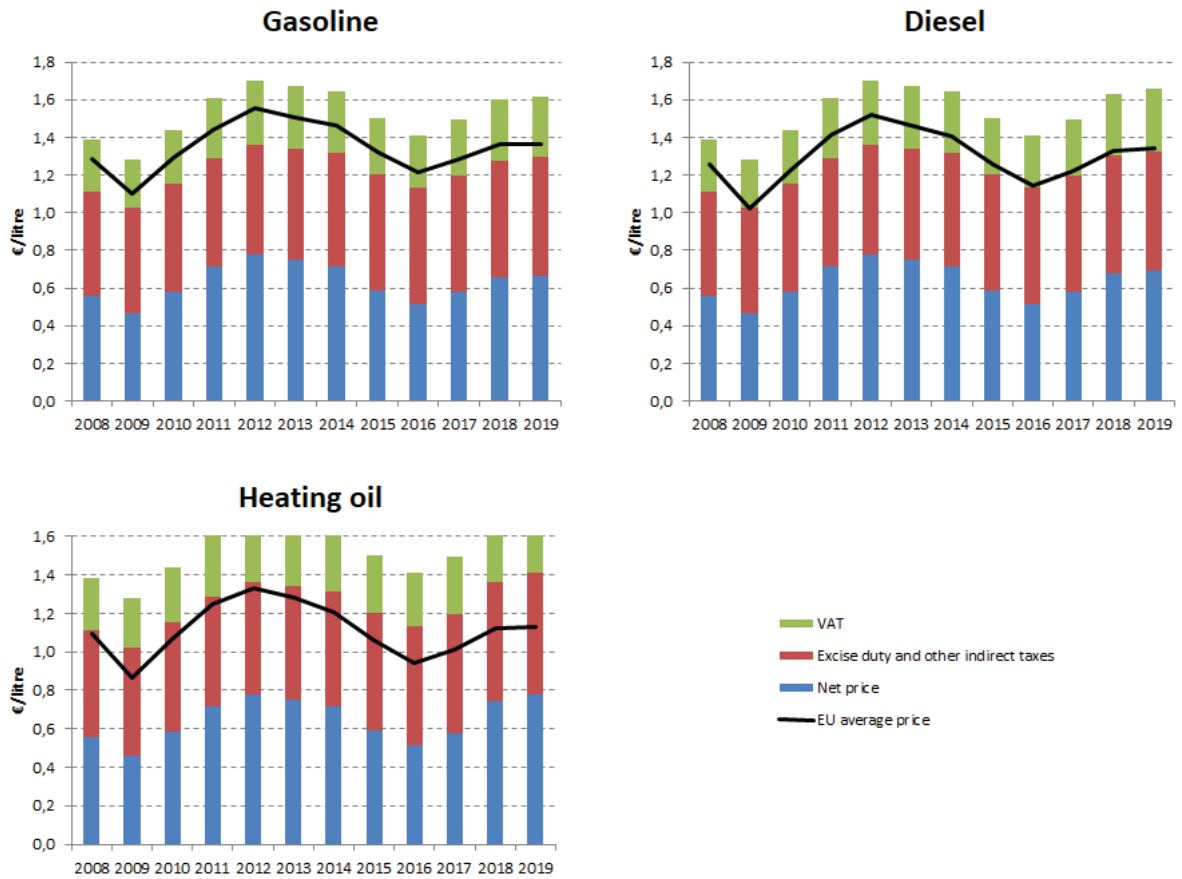 Gasoline
€/litre
1,8
1,6
1,4
1,2
1,0
0,8
0,6
0,4
0,2
0,0
2008 2009 2010 2011 2012 2013 2014 2015 2016 2017 2018 2019
Diesel
€/litre
1,8
1,6
1,4
1,2
1,0
0,8
0,6
0,4
0,2
0,0
2008 2009 2010 2011 2012 2013 2014 2015 2016 2017 2018 2019
Heating oil
€/litre
1,6
1,4
1,2
1,0
0,8
0,6
0,4
0,2
0,0
2008 2009 2010 2011 2012 2013 2014 2015 2016 2017 2018 2019
VAT
Excise duty and other indirect taxes
Net price
EU average price